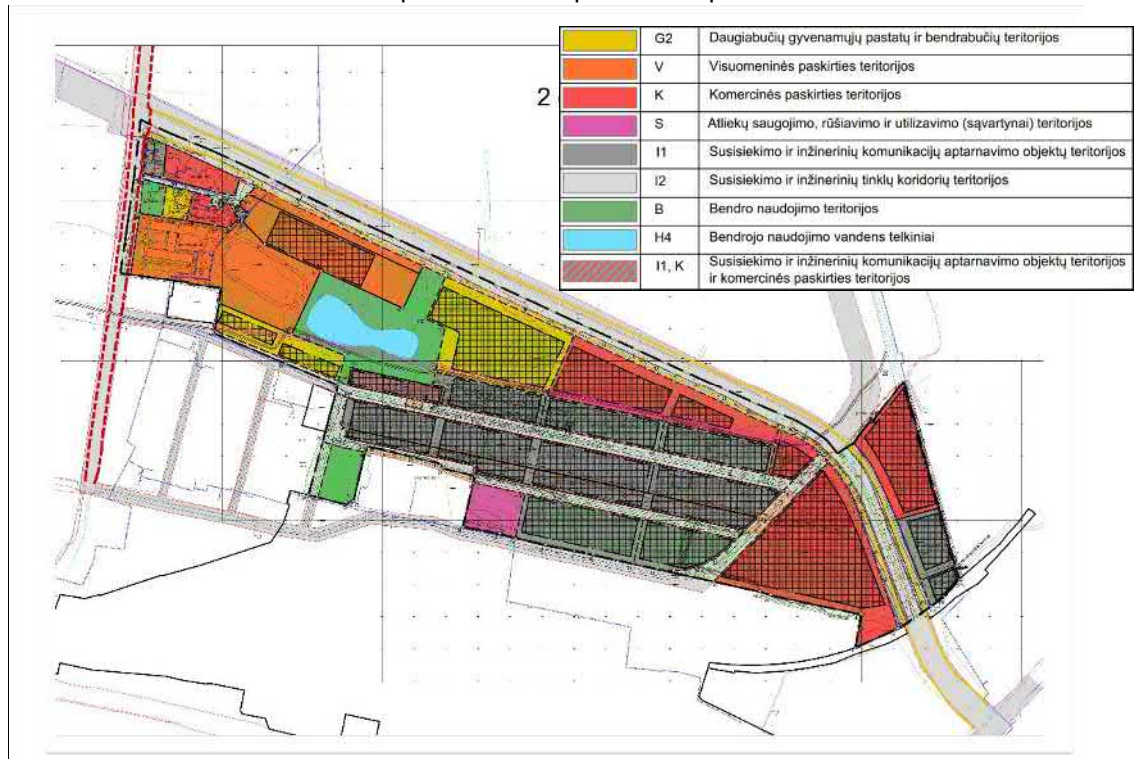 G2 Daugiabučių gyvenamųjų pastatų ir bendrabučių teritorijos
V Visuomeninės paskirties teritorijos
2 K Komercinės paskirties teritorijos
S Atliekų saugojimo, rūšiavimo ir utilizavimo (sąvartynai) teritorijos
I1 Susisiekimo ir inžinerinių komunikacijų aptarnavimo objektų teritorijos
I2 Susisiekimo ir inžinerinių tinklų koridorių teritorijos
B Bendro naudojimo teritorijos
H4 Bendrojo naudojimo vandens telkiniai
I1, K Susisiekimo ir inžinerinių komunikacijų aptarnavimo objektų teritorijos
ir komercinės paskirties teritorijos